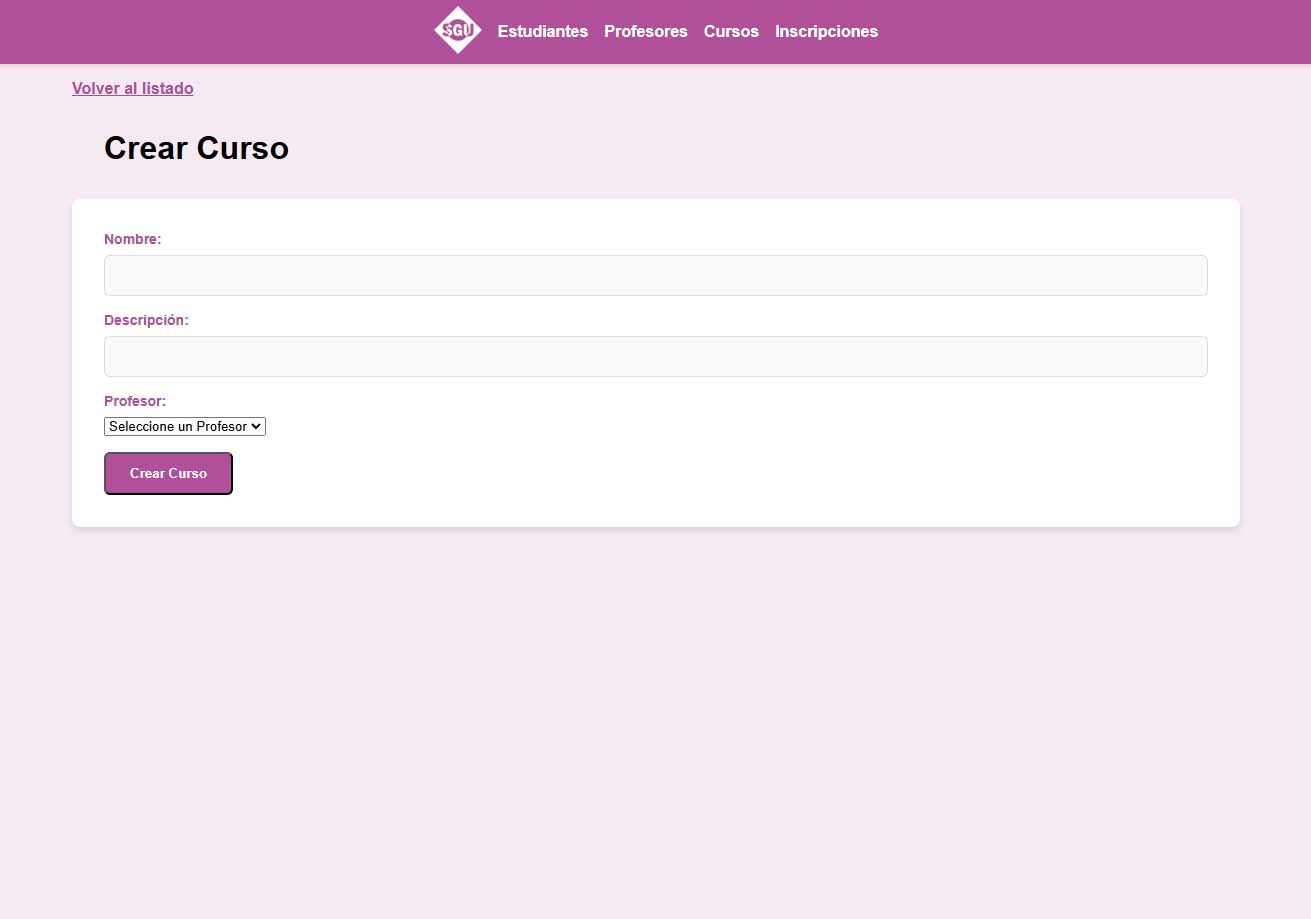 SGU Estudiantes Profesores Cursos Inscripciones
Volver al listado
Crear Curso
Nombre:
Descripción:
Profesor:
Seleccione un Profesor
Crear Curso